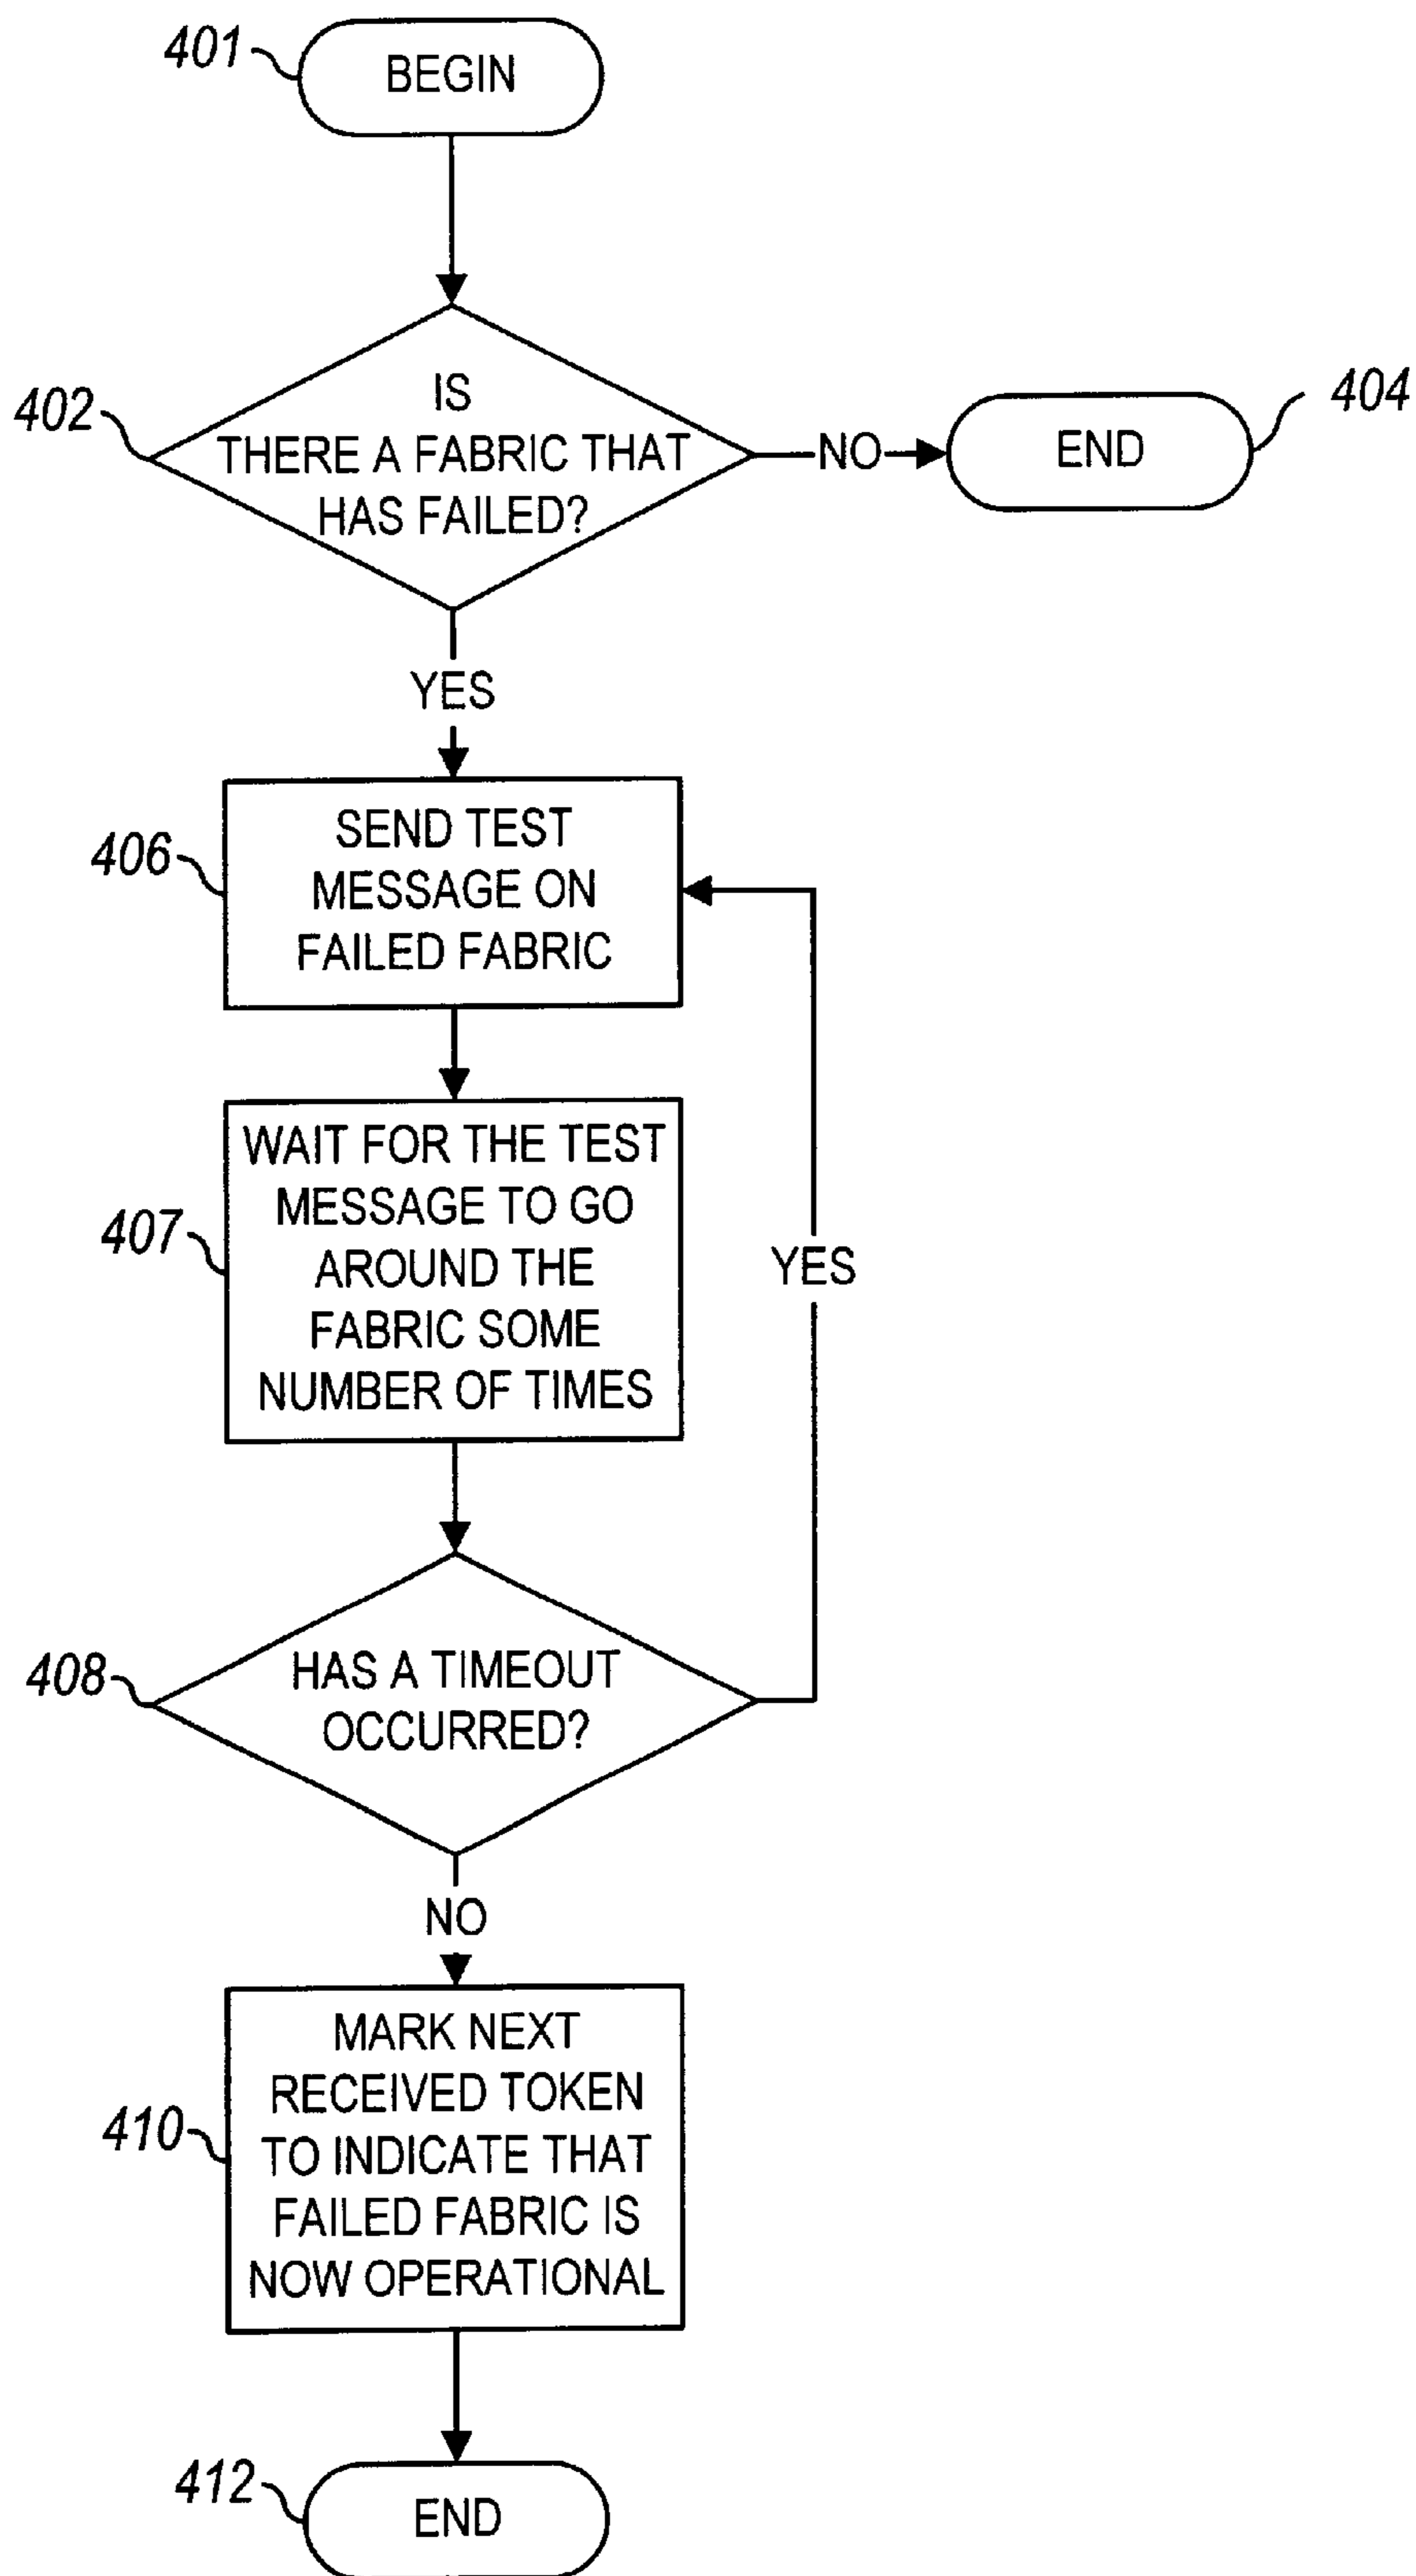 401
BEGIN
402
IS
THERE A FABRIC THAT
HAS FAILED?
NO
END
404
YES
406
SEND TEST
MESSAGE ON
FAILED FABRIC
407
WAIT FOR THE TEST
MESSAGE TO GO
AROUND THE
FABRIC SOME
NUMBER OF TIMES
YES
408
HAS A TIMEOUT
OCCURRED?
NO
410
MARK NEXT
RECEIVED TOKEN
TO INDICATE THAT
FAILED FABRIC IS
NOW OPERATIONAL
412
END